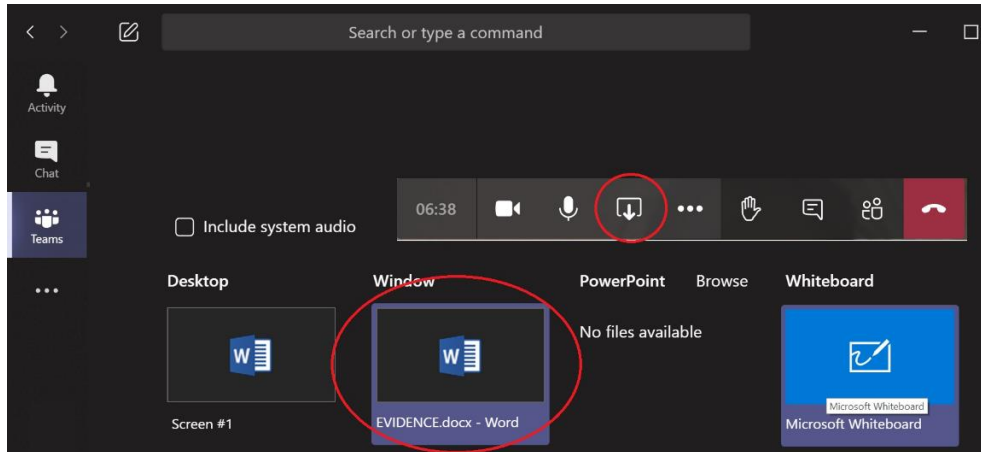 Search or type a command
Activity
Chat
Teams
06:38
Include system audio
Desktop
Window
PowerPoint Browse
Whiteboard
W
W
No files available
Microsoft Whiteboard
Screen #1
EVIDENCE.docx - Word
Microsoft Whiteboard